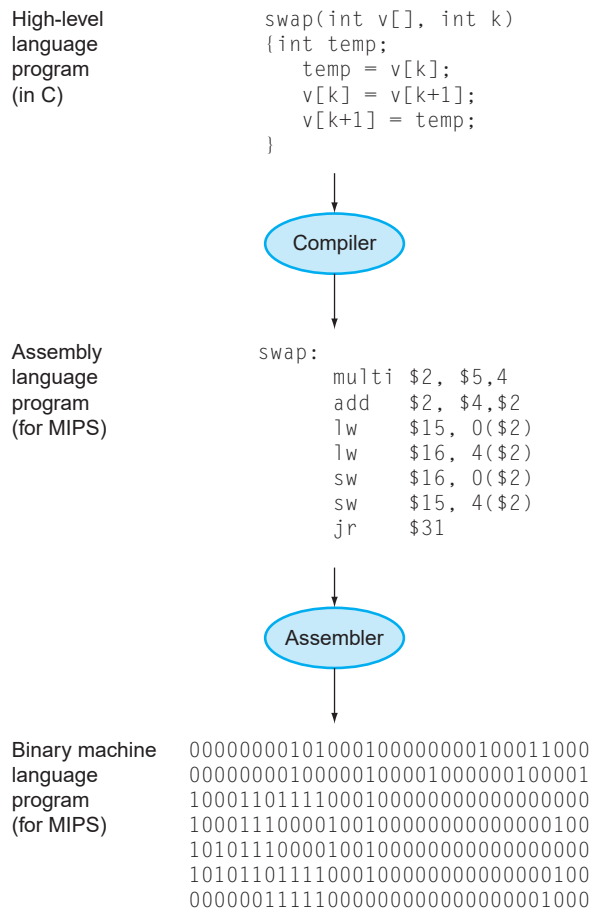 High-level
language
program
(in C)
swap(int v[], int k)
{int temp;
temp = v[k];
v[k] = v[k+1];
v[k+1] = temp;
}
Compiler
Assembly
language
program
(for MIPS)
swap:
multi $2, $5,4
add $2, $4,$2
lw $15, 0($2)
lw $16, 4($2)
sw $16, 0($2)
sw $15, 4($2)
jr $31
Assembler
Binary machine
language
program
(for MIPS)
00000000101000100000000100011000
00000000100000100001000000100001
10001101111000100000000000000000
10001110000100100000000000000100
10101110000100100000000000000000
10101101111000100000000000000100
00000011111000000000000000001000